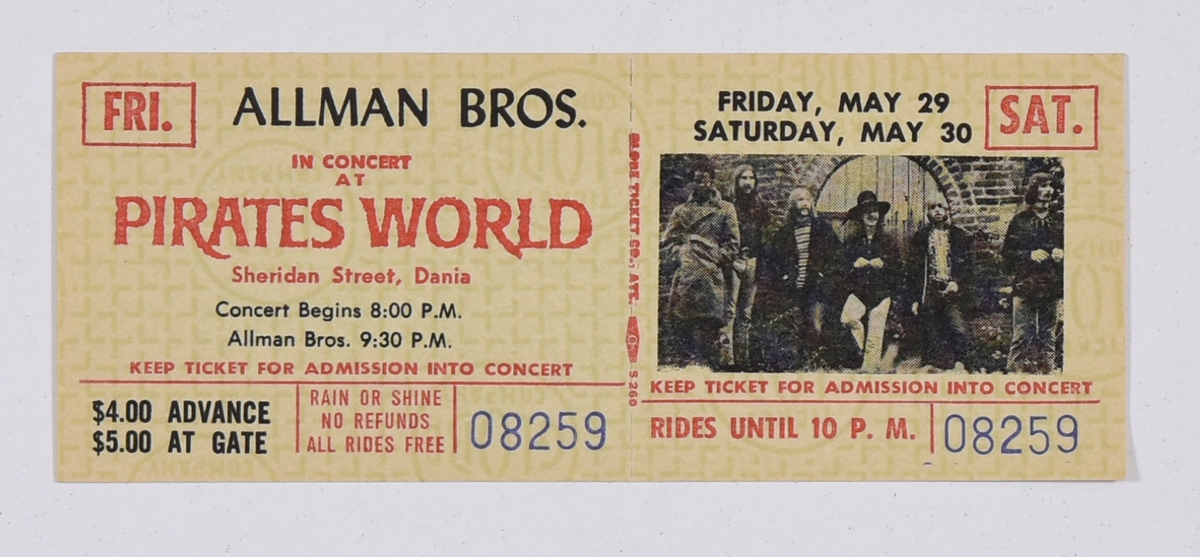 FRI.
ALLMAN BROS.
IN CONCERT
AT
PIRATES WORLD
Sheridan Street, Dania
Concert Begins 8:00 P.M.
Allman Bros. 9:30 P.M.
KEEP TICKET FOR ADMISSION INTO CONCERT
$4.00 ADVANCE
$5.00 AT GATE
RAIN OR SHINE
NO REFUNDS
ALL RIDES FREE
08259
GLOBE TICKET CO., ATL.
S-260
FRIDAY, MAY 29
SATURDAY, MAY 30
SAT.
KEEP TICKET FOR ADMISSION INTO CONCERT
RIDES UNTIL 10 P. M.
08259